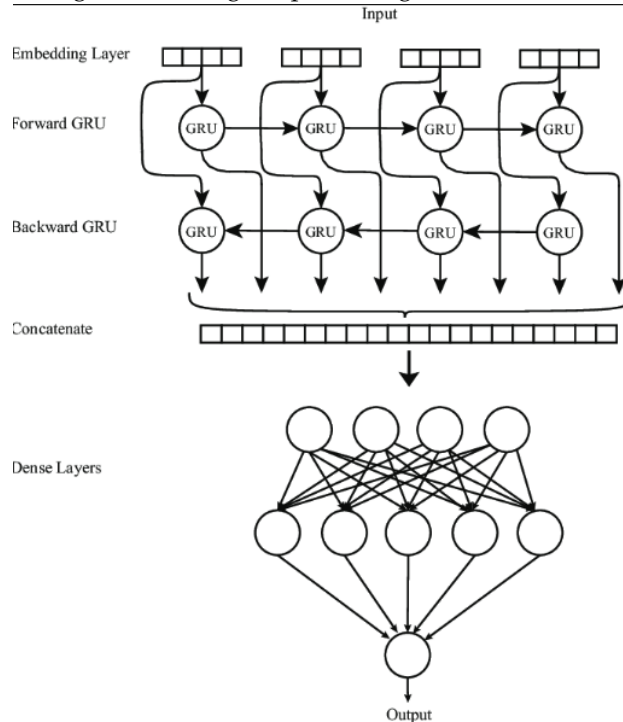 Input
Embedding Layer
Forward GRU
GRU GRU GRU GRU
Backward GRU
GRU GRU GRU GRU
Concatenate
Dense Layers
Output